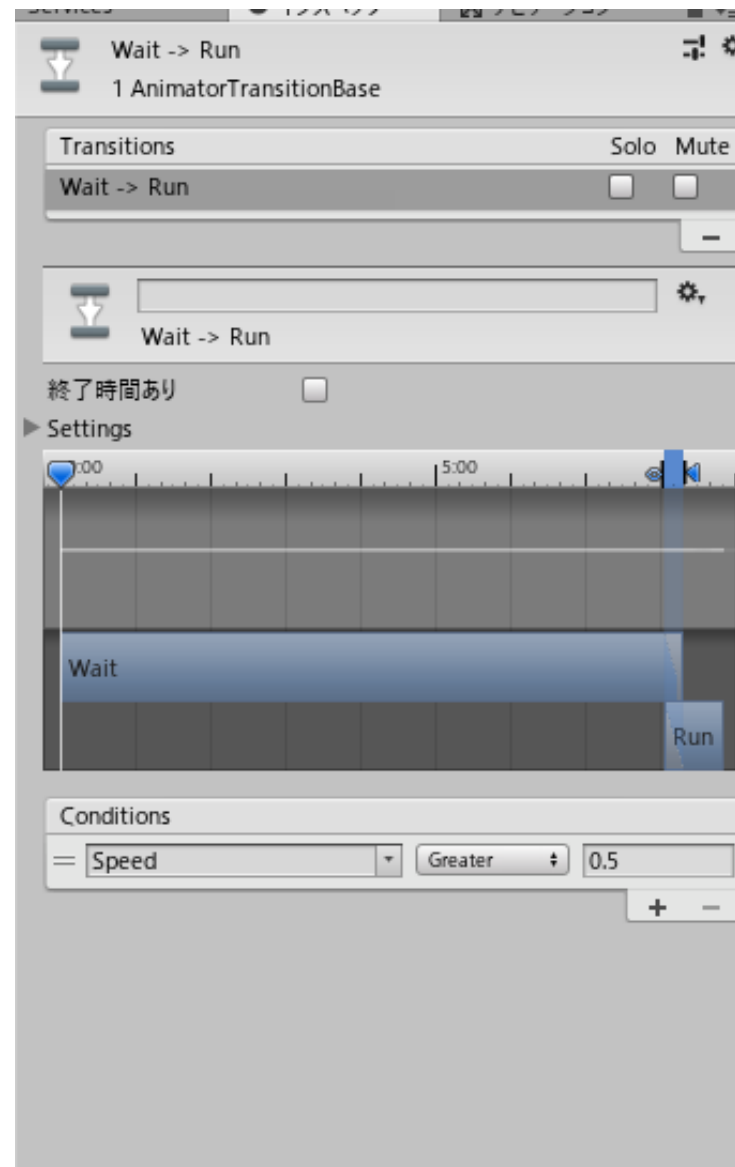 Wait -> Run
1 AnimatorTransitionBase
Transitions Solo Mute
Wait -> Run
Wait -> Run
終了時間あり
Settings
5:00
Wait
Run
Conditions
Speed Greater 0.5